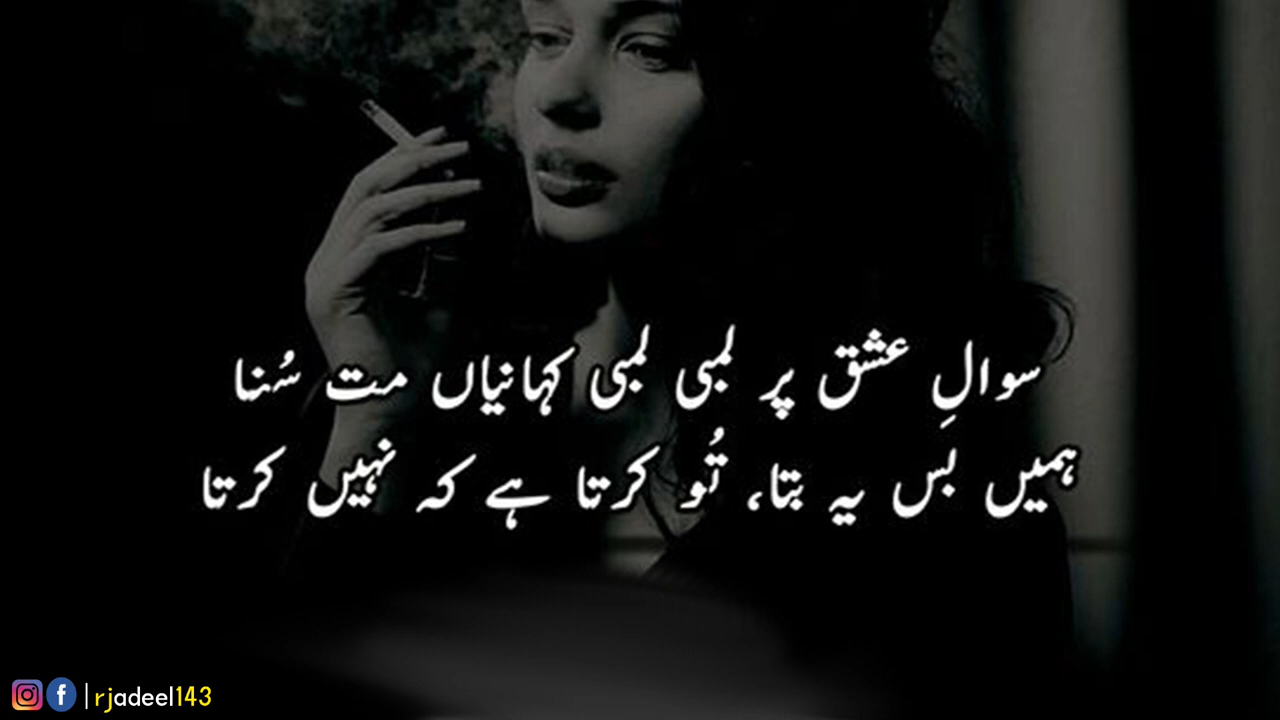 سوالِ عشق پر لمبی لمبی کہانیاں مت سُنا
ہمیں بس یہ بتا، تُو کرتا ہے کہ نہیں کرتا
|rjadeel143